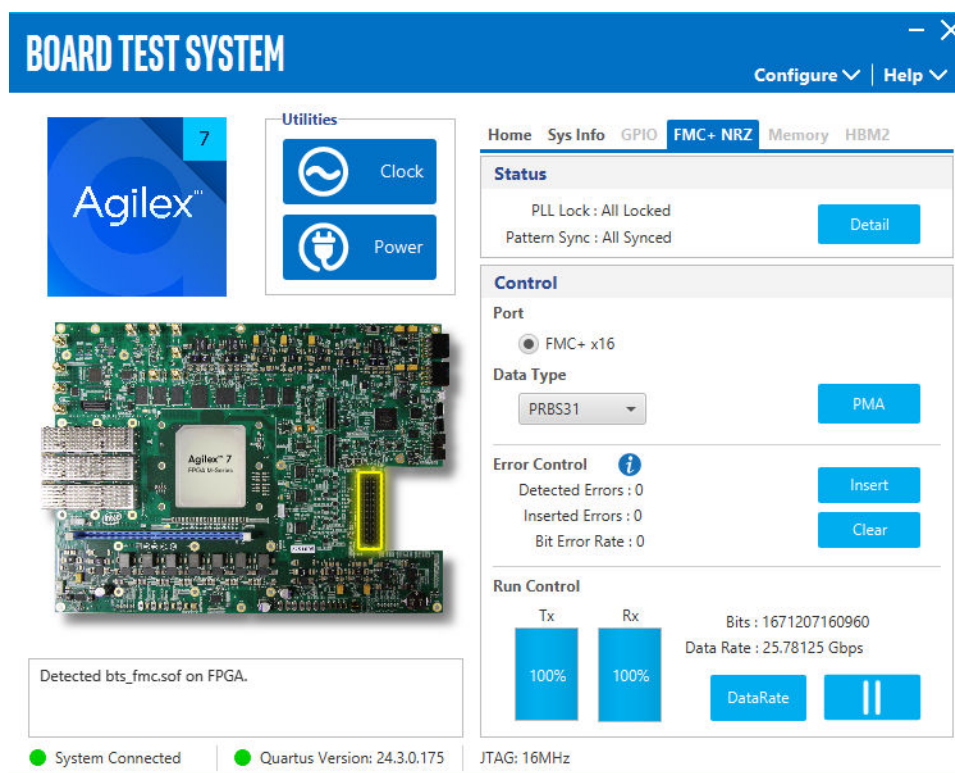 BOARD TEST SYSTEM
Configure | Help
7
Agilex™
Utilities
Clock
Power
Home Sys Info GPIO FMC+ NRZ Memory HBM2
Status
PLL Lock : All Locked
Pattern Sync : All Synced
Detail
Control
Port
FMC+ x16
Data Type
PRBS31
PMA
Error Control
Detected Errors : 0
Insert
Inserted Errors : 0
Bit Error Rate : 0
Clear
Run Control
Tx Rx
100% 100%
Bits : 1671207160960
Data Rate : 25.78125 Gbps
DataRate
Agilex™ 7
FPGA M-Series
Detected bts_fmc.sof on FPGA.
System Connected
Quartus Version: 24.3.0.175
JTAG: 16MHz